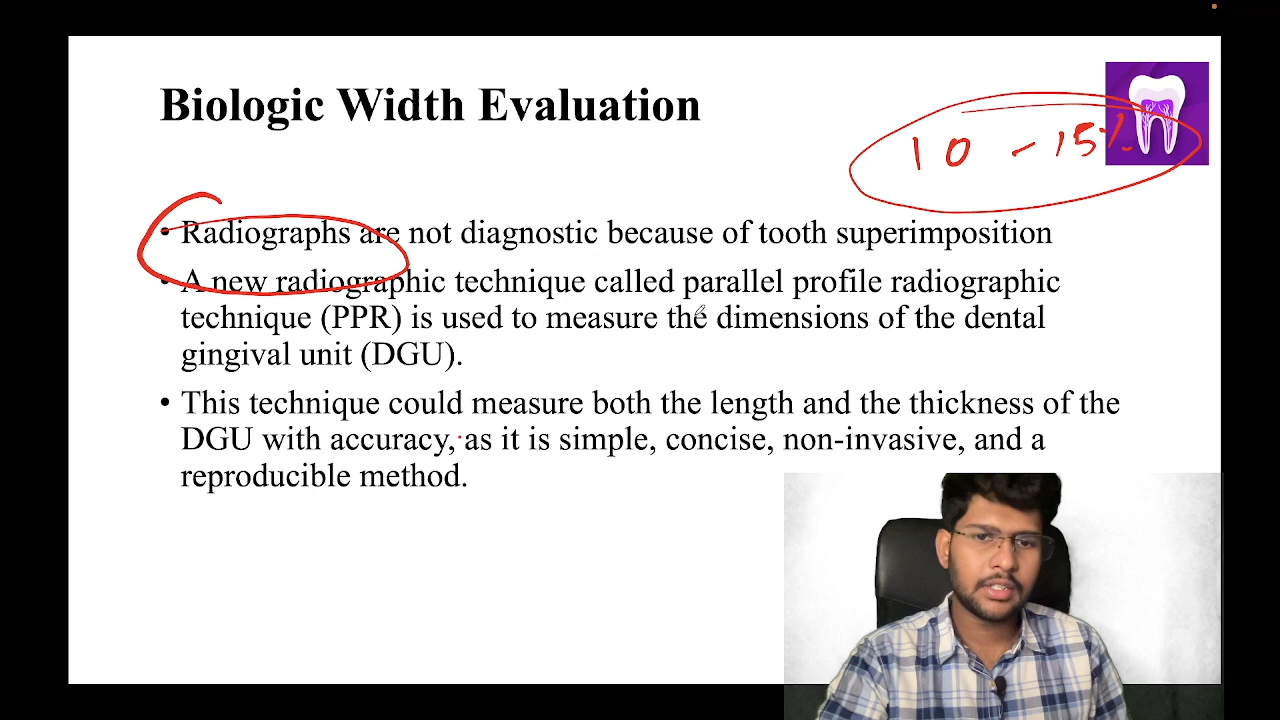 Biologic Width Evaluation
10 - 15%
• Radiographs are not diagnostic because of tooth superimposition
• A new radiographic technique called parallel profile radiographic
technique (PPR) is used to measure the dimensions of the dental
gingival unit (DGU).
• This technique could measure both the length and the thickness of the
DGU with accuracy, as it is simple, concise, non-invasive, and a
reproducible method.